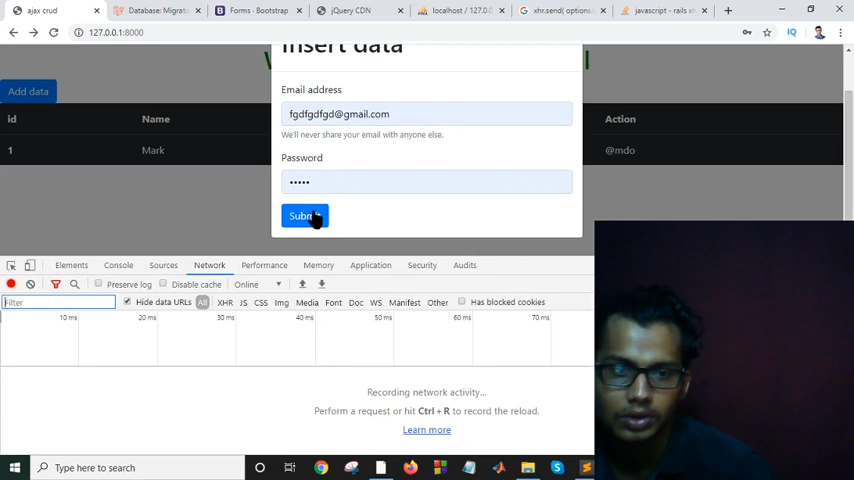 ajax crud
Database: Migrati
Forms · Bootstrap
jQuery CDN
localhost / 127.0.
xhr.send( options
javascript - rails xh
127.0.0.1:8000
IQ
Insert data
Add data
Email address
id
Name
fgdfgdfgd@gmail.com
Action
We'll never share your email with anyone else.
1
Mark
@mdo
Password
•••••
Submit
Elements
Console
Sources
Network
Performance
Memory
Application
Security
Audits
Preserve log
Disable cache
Online
Filter
Hide data URLs
All
XHR
JS
CSS
Img
Media
Font
Doc
WS
Manifest
Other
Has blocked cookies
10 ms
20 ms
30 ms
40 ms
50 ms
60 ms
70 ms
Recording network activity...
Perform a request or hit Ctrl + R to record the reload.
Learn more
Type here to search